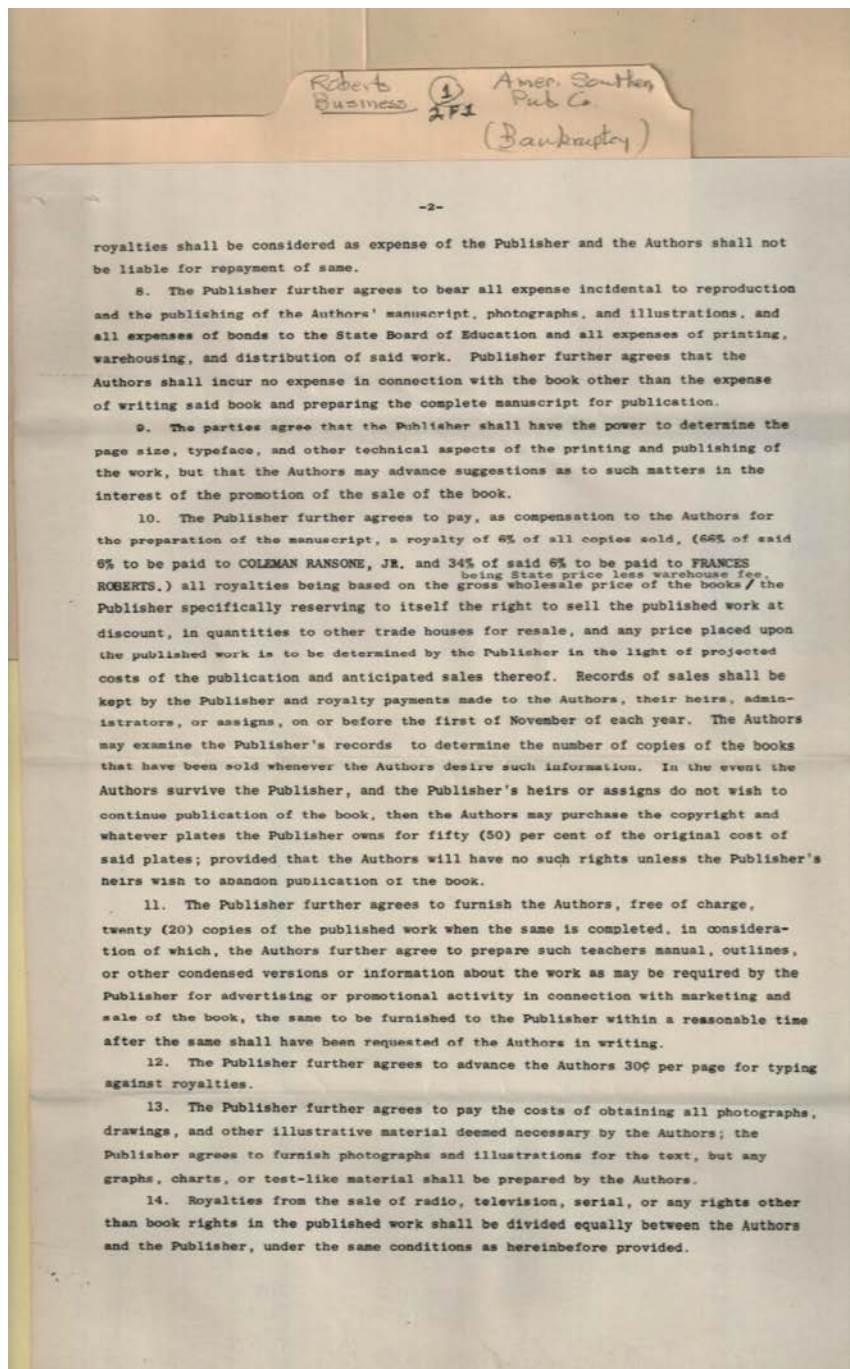 Roberts Business ① 2F1 Amer. Southern Pub Co.
(Bankruptcy)
-2-
royalties shall be considered as expense of the Publisher and the Authors shall not
be liable for repayment of same.
8. The Publisher further agrees to bear all expense incidental to reproduction
and the publishing of the Authors' manuscript, photographs, and illustrations, and
all expenses of bonds to the State Board of Education and all expenses of printing,
warehousing, and distribution of said work. Publisher further agrees that the
Authors shall incur no expense in connection with the book other than the expense
of writing said book and preparing the complete manuscript for publication.
9. The parties agree that the Publisher shall have the power to determine the
page size, typeface, and other technical aspects of the printing and publishing of
the work, but that the Authors may advance suggestions as to such matters in the
interest of the promotion of the sale of the book.
10. The Publisher further agrees to pay, as compensation to the Authors for
the preparation of the manuscript, a royalty of 6% of all copies sold, (66% of said
6% to be paid to COLEMAN RANSONE, JR. and 34% of said 6% to be paid to FRANCES
being State price less warehouse fee,
ROBERTS.) all royalties being based on the gross wholesale price of the books / the
Publisher specifically reserving to itself the right to sell the published work at
discount, in quantities to other trade houses for resale, and any price placed upon
the published work is to be determined by the Publisher in the light of projected
costs of the publication and anticipated sales thereof. Records of sales shall be
kept by the Publisher and royalty payments made to the Authors, their heirs, admin-
istrators, or assigns, on or before the first of November of each year. The Authors
may examine the Publisher's records to determine the number of copies of the books
that have been sold whenever the Authors desire such information. In the event the
Authors survive the Publisher, and the Publisher's heirs or assigns do not wish to
continue publication of the book, then the Authors may purchase the copyright and
whatever plates the Publisher owns for fifty (50) per cent of the original cost of
said plates; provided that the Authors will have no such rights unless the Publisher's
heirs wish to abandon publication of the book.
11. The Publisher further agrees to furnish the Authors, free of charge,
twenty (20) copies of the published work when the same is completed, in considera-
tion of which, the Authors further agree to prepare such teachers manual, outlines,
or other condensed versions or information about the work as may be required by the
Publisher for advertising or promotional activity in connection with marketing and
sale of the book, the same to be furnished to the Publisher within a reasonable time
after the same shall have been requested of the Authors in writing.
12. The Publisher further agrees to advance the Authors 30¢ per page for typing
against royalties.
13. The Publisher further agrees to pay the costs of obtaining all photographs,
drawings, and other illustrative material deemed necessary by the Authors; the
Publisher agrees to furnish photographs and illustrations for the text, but any
graphs, charts, or test-like material shall be prepared by the Authors.
14. Royalties from the sale of radio, television, serial, or any rights other
than book rights in the published work shall be divided equally between the Authors
and the Publisher, under the same conditions as hereinbefore provided.